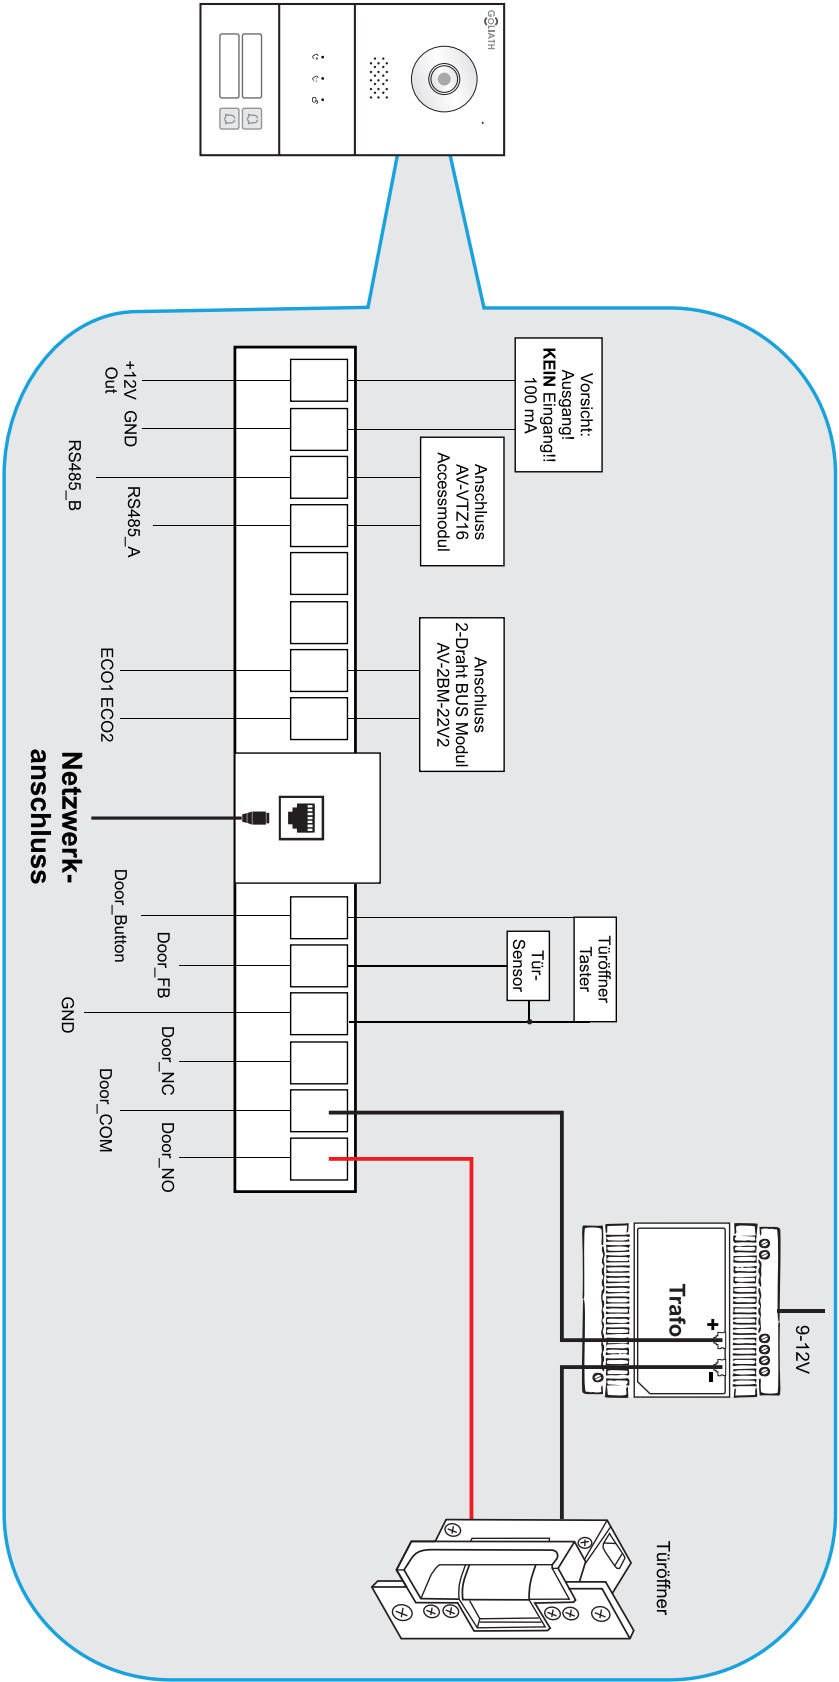 GOLIATH
Vorsicht:
Ausgang!
KEIN Eingang!!
100 mA
+12V
Out
GND
RS485_B
RS485_A
Anschluss
AV-VTZ16
Accessmodul
Anschluss
2-Draht BUS Modul
AV-2BM-22V2
ECO1 ECO2
Netzwerk-
anschluss
Türöffner
Taster
Tür-
Sensor
Door_Button
Door_FB
GND
Door_NC
Door_COM
Door_NO
9-12V
Trafo
+
-
Türöffner